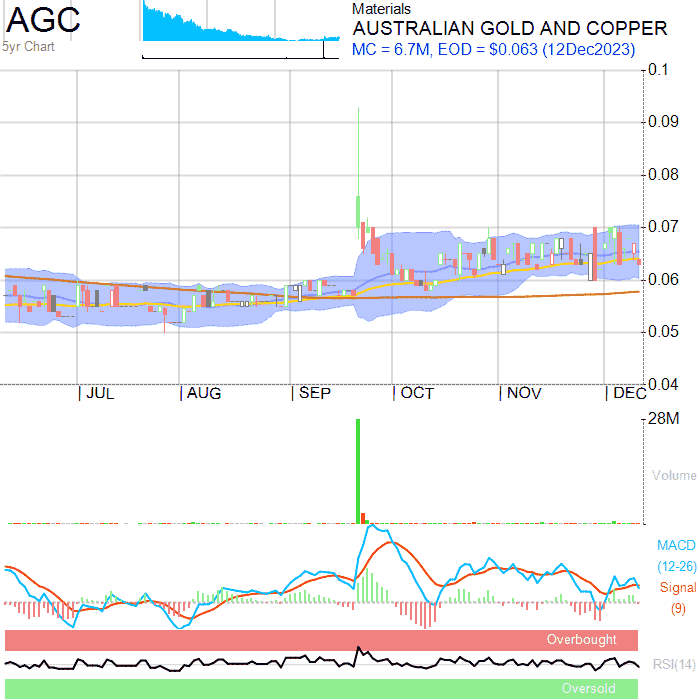 AGC
5yr Chart
Materials
AUSTRALIAN GOLD AND COPPER
MC = 6.7M, EOD = $0.063 (12Dec2023)
0.1
0.09
0.08
0.07
0.06
0.05
0.04
JUL AUG SEP OCT NOV DEC
28M
Volume
MACD
(12-26)
Signal
(9)
Overbought
RSI(14)
Oversold